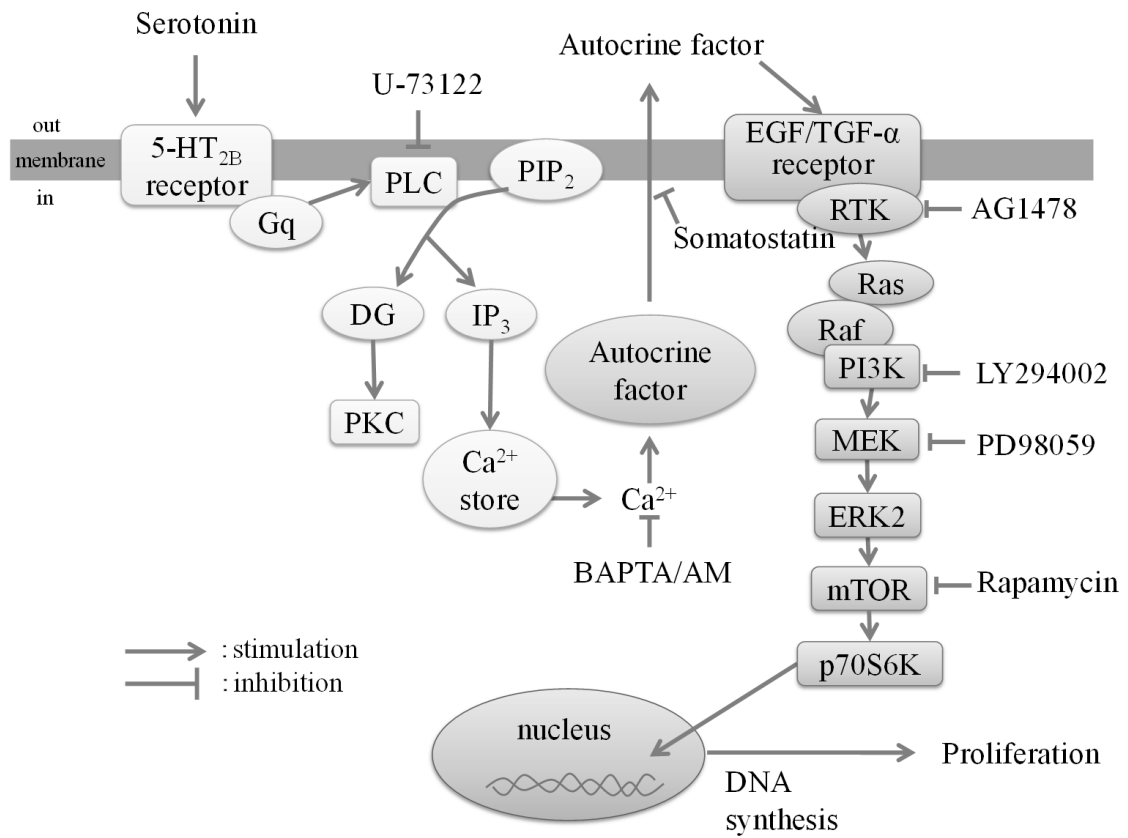 Serotonin
Autocrine factor
U-73122
out
membrane
in
5-HT2B
receptor
Gq
PLC
PIP2
EGF/TGF-α
receptor
RTK
AG1478
Somatostatin
Ras
Raf
DG
IP3
Autocrine
factor
PI3K
LY294002
PKC
MEK
PD98059
Ca2+
store
Ca2+
ERK2
BAPTA/AM
mTOR
Rapamycin
: stimulation
: inhibition
p70S6K
nucleus
Proliferation
DNA
synthesis